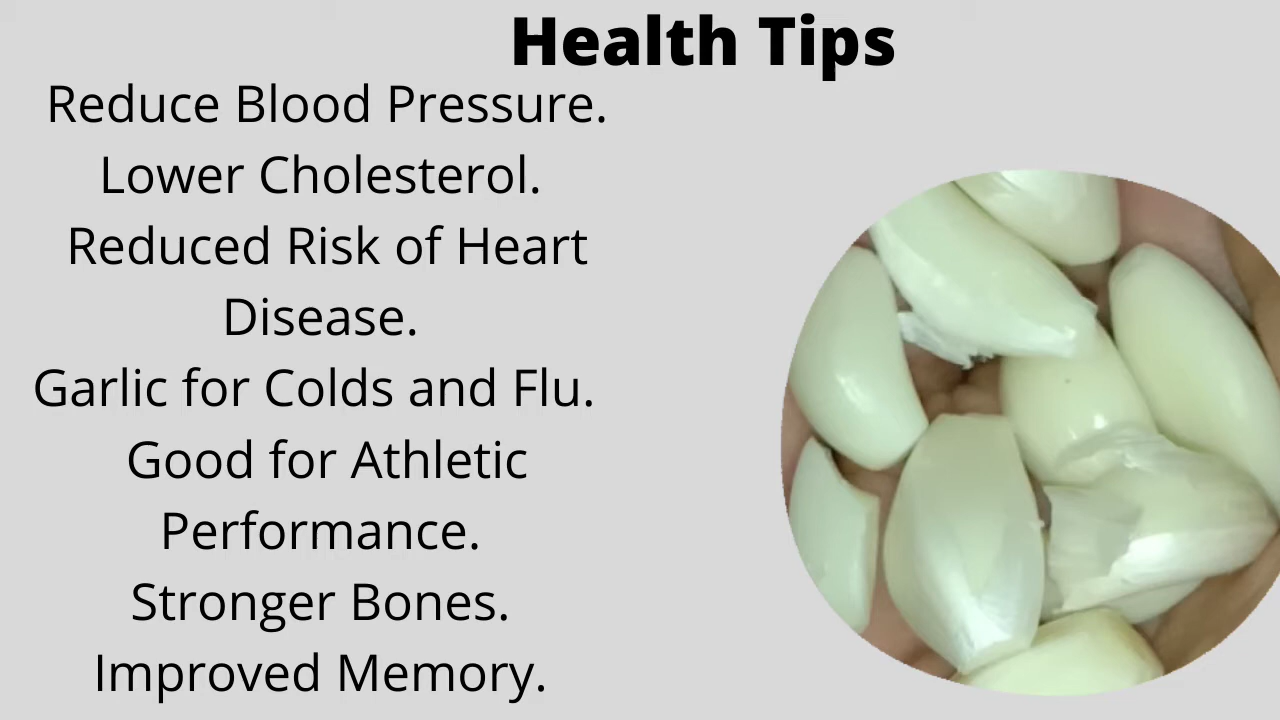 Health Tips
Reduce Blood Pressure.
Lower Cholesterol.
Reduced Risk of Heart
Disease.
Garlic for Colds and Flu.
Good for Athletic
Performance.
Stronger Bones.
Improved Memory.